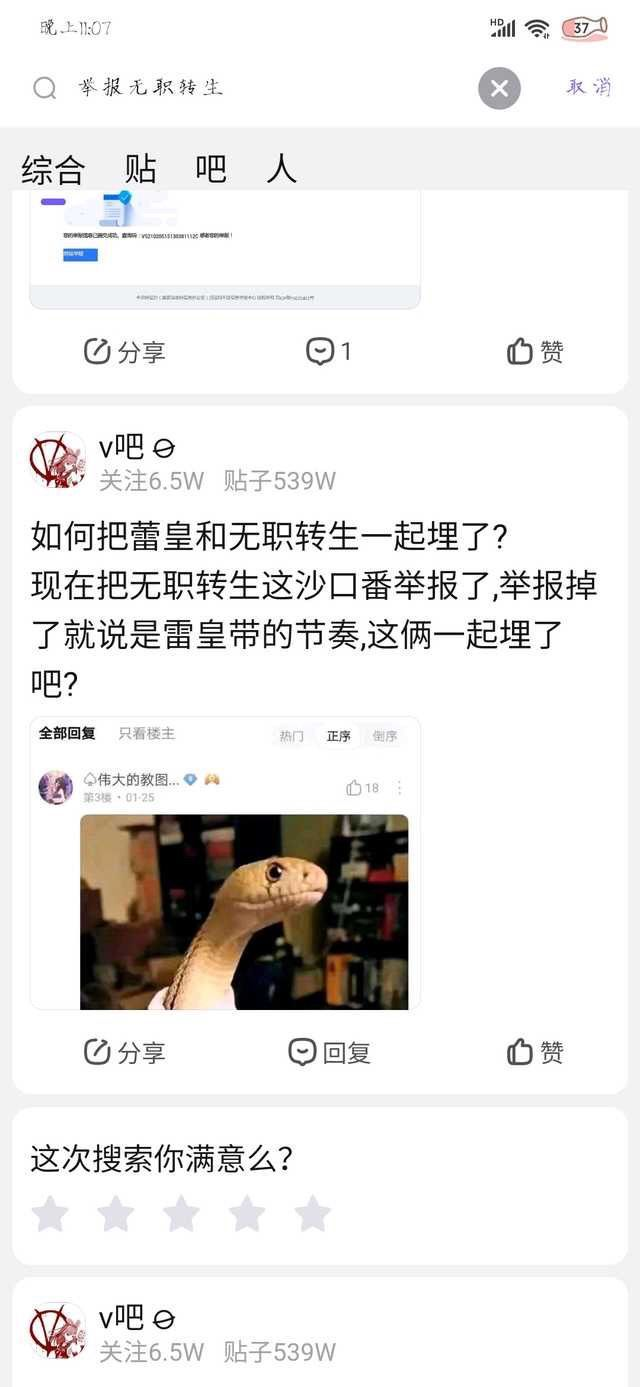 晚上11:07
HD
37
举报无职转生
取消
综合 贴 吧 人
分享 1 赞
v吧
关注6.5W 贴子539W
如何把蕾皇和无职转生一起埋了?
现在把无职转生这沙口番举报了,举报掉
了就说是雷皇带的节奏,这俩一起埋了
吧?
全部回复 只看楼主 热门 正序 倒序
伟大的教图...
18
第3楼 · 01-25
分享 回复 赞
这次搜索你满意么?
v吧
关注6.5W 贴子539W